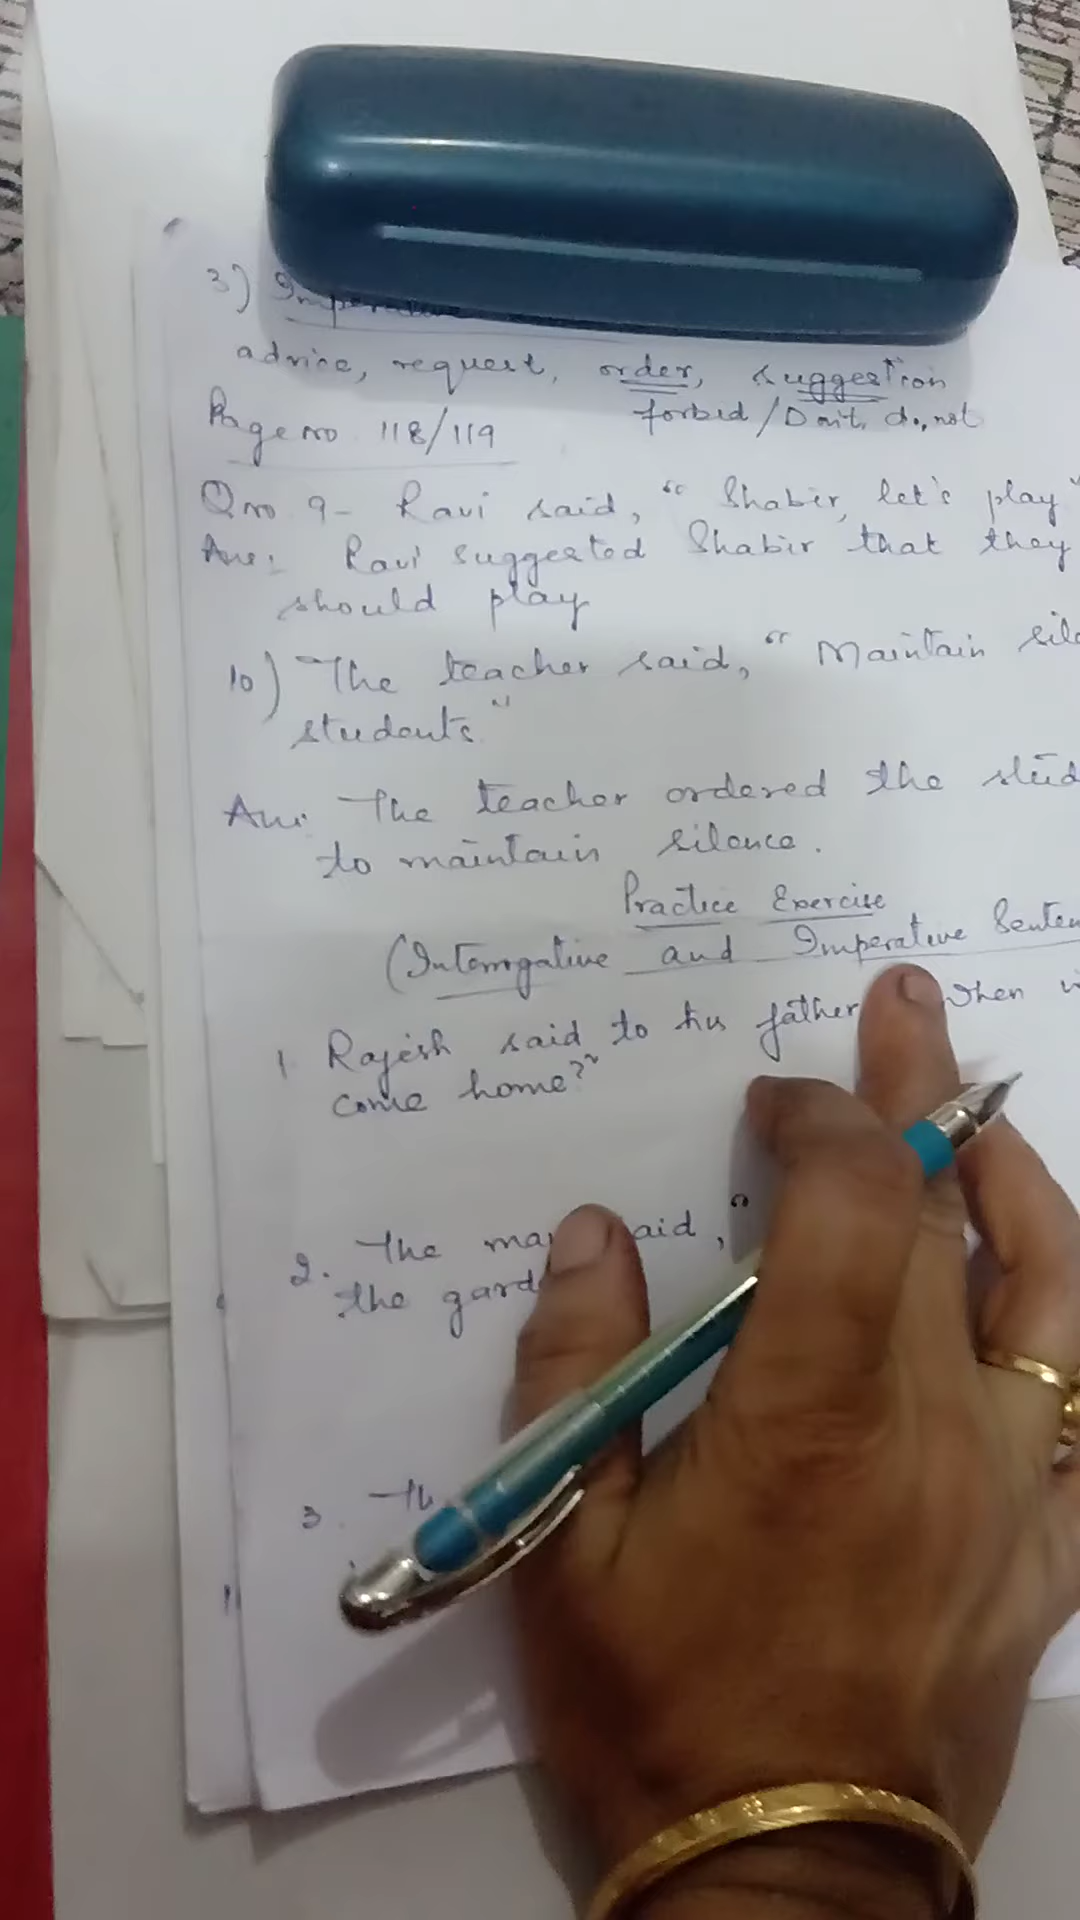 3)
advice, request, order, suggestion
Page no 118/119 forbid/Don't, do, not
Qno 9- Ravi said, "Shabir, let's play"
Ans: Ravi suggested Shabir that they
should play
10) The teacher said, "Maintain
students"
Ans. The teacher ordered the
to maintain silence.
Practice Exercise
(Interrogative and Imperative
1 Rajesh said to his father When
come home?"
2. The said, "
the
3.